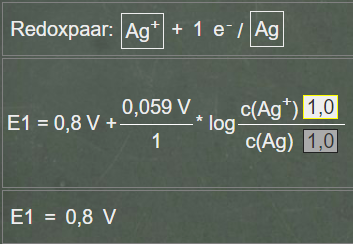 Redoxpaar: Ag⁺ + 1 e⁻ / Ag
E1 = 0,8 V + 0,059 V / 1 * log c(Ag⁺) 1,0 / c(Ag) 1,0
E1 = 0,8 V